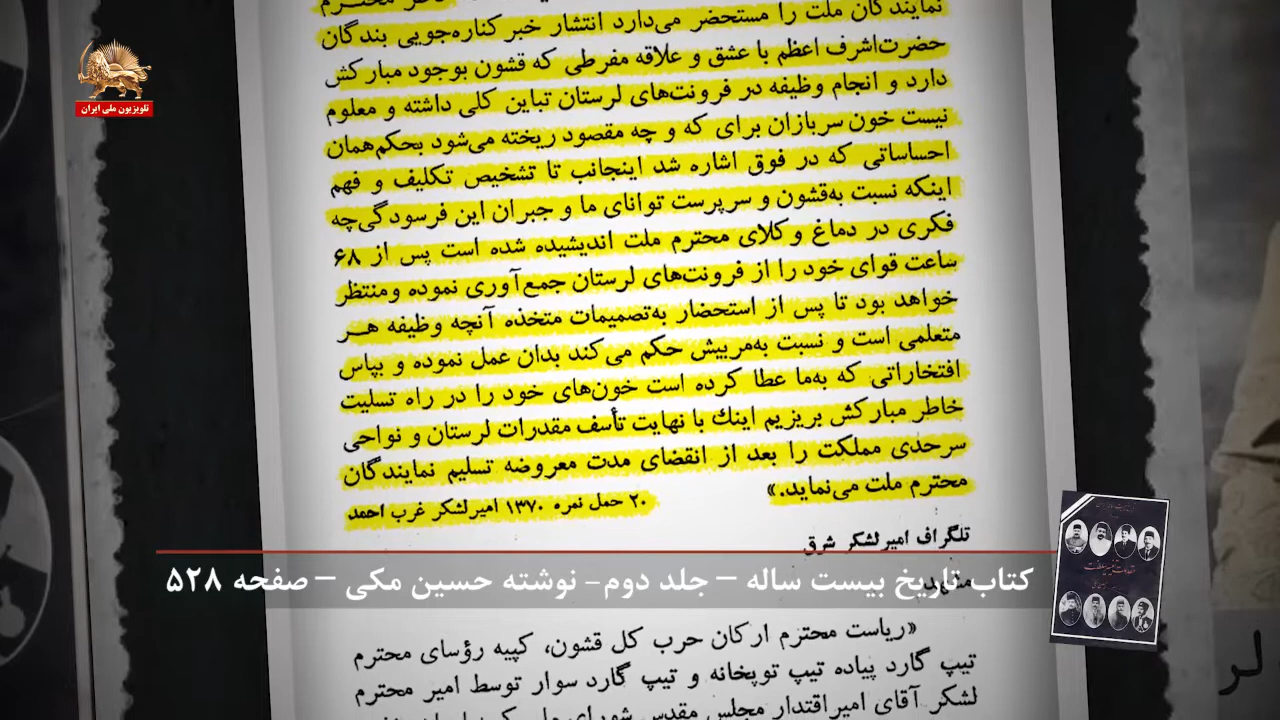 نمایندگان ملت را مستحضر می‌دارد انتشار خبر کناره‌جویی بندگان
حضرت‌اشرف اعظم با عشق و علاقه مفرطی که قشون بوجود مبارکش
دارد و انجام وظیفه در فرونت‌های لرستان تباین کلی داشته و معلوم
نیست خون سربازان برای که و چه مقصود ریخته می‌شود بحکم‌همان
احساساتی که در فوق اشاره شد اینجانب تا تشخیص تکلیف و فهم
اینکه نسبت به‌قشون و سرپرست توانای ما و جبران این فرسودگی‌چه
فکری در دماغ وکلای محترم ملت اندیشیده شده است پس از ۶۸
ساعت قوای خود را از فرونت‌های لرستان جمع‌آوری نموده ومنتظر
خواهد بود تا پس از استحضار به‌تصمیمات متخذه آنچه وظیفه هر
متعلمی است و نسبت به‌مربیش حکم می‌کند بدان عمل نموده و بپاس
افتخاراتی که به‌ما عطا کرده است خون‌های خود را در راه تسلیت
خاطر مبارکش بریزیم اینك با نهایت تأسف مقدرات لرستان و نواحی
سرحدی مملکت را بعد از انقضای مدت معروضه تسلیم نمایندگان
محترم ملت می‌نماید.»
۲۰ حمل نمره ۱۳۷۰ امیرلشکر غرب احمد
تلگراف امیرلشکر شرق
کتاب تاریخ بیست ساله – جلد دوم- نوشته حسین مکی – صفحه ۵۲۸
«ریاست محترم ارکان حرب کل قشون، کپیه رؤسای محترم
تیپ گارد پیاده تیپ توپخانه و تیپ گارد سوار توسط امیر محترم
لشکر آقای امیراقتدار مجلس مقدس شورای ملی
تلویزیون ملی ایران